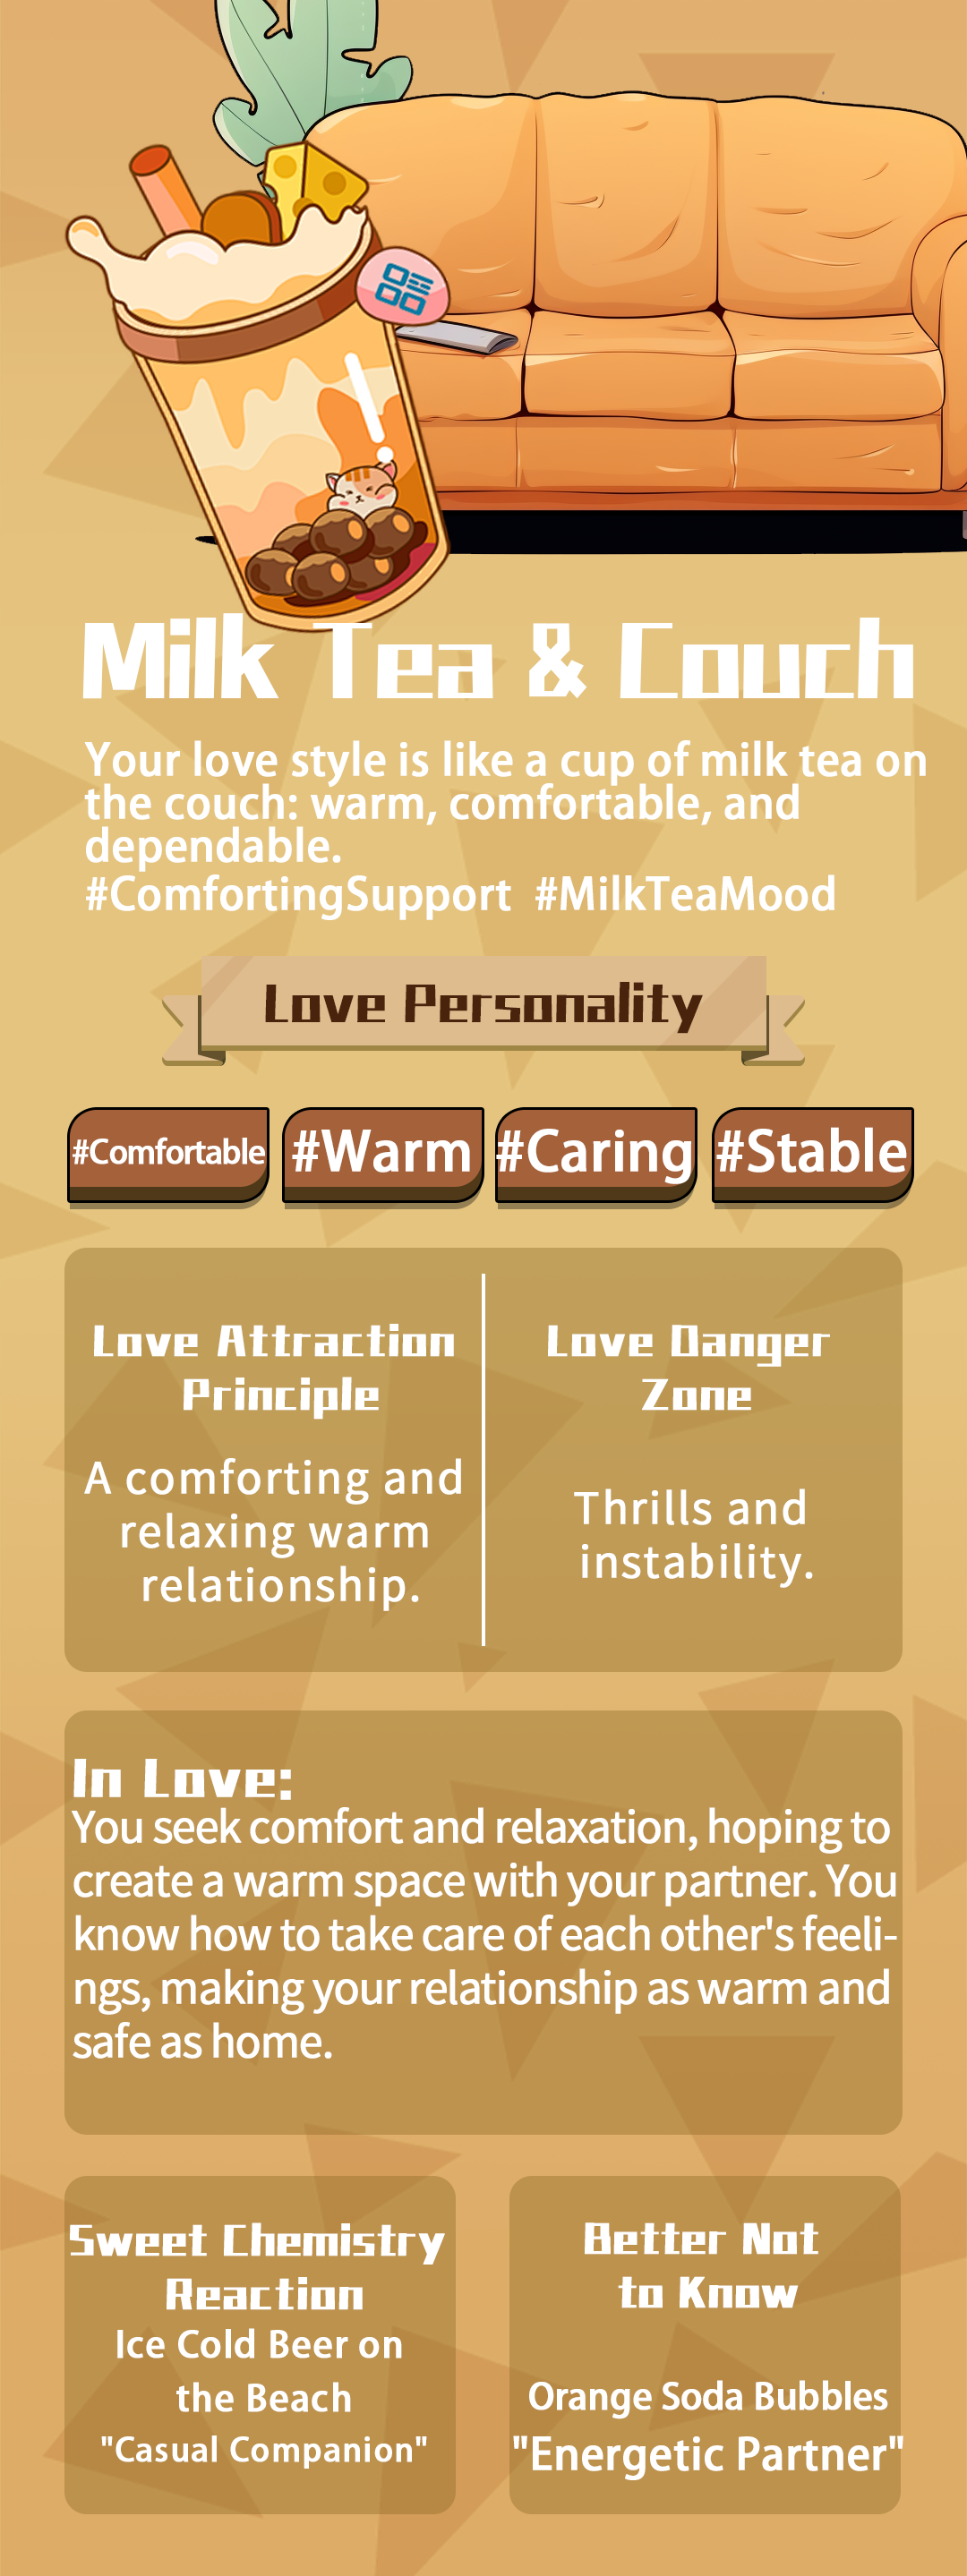 Milk Tea & Couch
Your love style is like a cup of milk tea on
the couch: warm, comfortable, and
dependable.
#ComfortingSupport #MilkTeaMood
Love Personality
#Comfortable #Warm #Caring #Stable
Love Attraction
Principle
A comforting and
relaxing warm
relationship.
Love Danger
Zone
Thrills and
instability.
In Love:
You seek comfort and relaxation, hoping to
create a warm space with your partner. You
know how to take care of each other's feeli-
ngs, making your relationship as warm and
safe as home.
Sweet Chemistry
Reaction
Ice Cold Beer on
the Beach
"Casual Companion"
Better Not
to Know
Orange Soda Bubbles
"Energetic Partner"